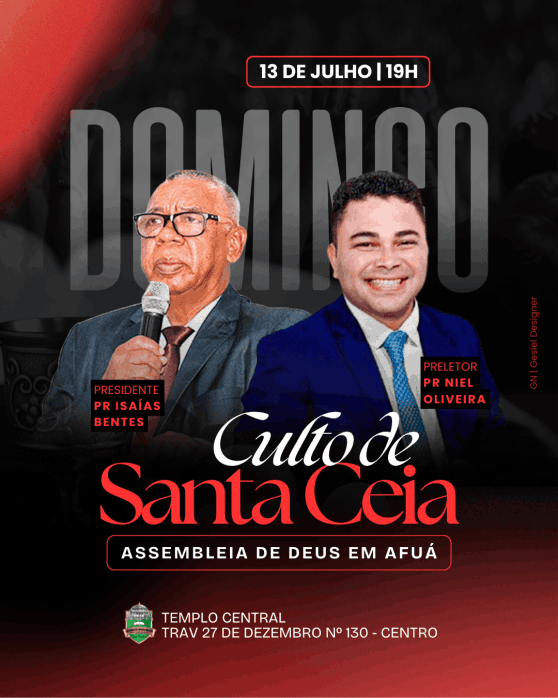 13 DE JULHO | 19H
DOMINGO
PRESIDENTE
PR ISAÍAS
BENTES
PRELETOR
PR NIEL
OLIVEIRA
GN | Gesiel Designer
Culto de
Santa Ceia
ASSEMBLEIA DE DEUS EM AFUÁ
TEMPLO CENTRAL
TRAV 27 DE DEZEMBRO Nº 130 - CENTRO